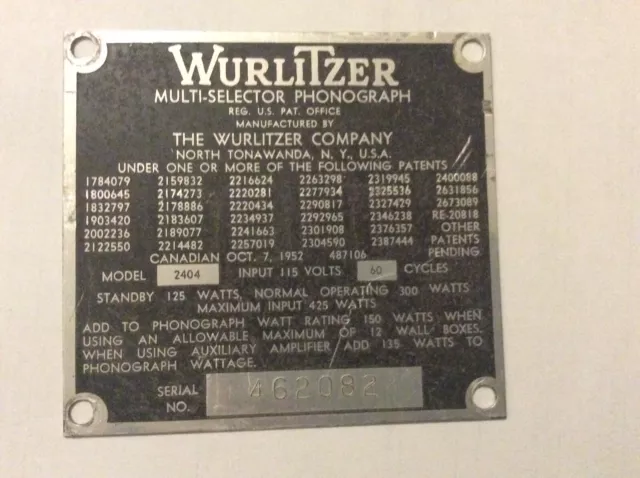 WURLITZER
MULTI-SELECTOR PHONOGRAPH
REG. U.S. PAT. OFFICE
MANUFACTURED BY
THE WURLITZER COMPANY
NORTH TONAWANDA, N.Y., U.S.A.
UNDER ONE OR MORE OF THE FOLLOWING PATENTS
1784079 2159832 2216624 2263298 2319945 2400088
1800645 2174273 2220281 2277934 2325536 2631856
1832797 2178886 2220434 2290817 2327429 2673089
1903420 2183607 2234937 2292965 2346238 RE-20818
2002236 2189077 2241663 2301908 2376357 OTHER
2122550 2214482 2257019 2304590 2387444 PATENTS
CANADIAN OCT. 7, 1952 487106 PENDING
MODEL 2404 INPUT 115 VOLTS 60 CYCLES
STANDBY 125 WATTS, NORMAL OPERATING 300 WATTS
MAXIMUM INPUT 425 WATTS
ADD TO PHONOGRAPH WATT RATING 150 WATTS WHEN
USING AN ALLOWABLE MAXIMUM OF 12 WALL BOXES.
WHEN USING AUXILIARY AMPLIFIER ADD 135 WATTS TO
PHONOGRAPH WATTAGE.
SERIAL
NO. 462082